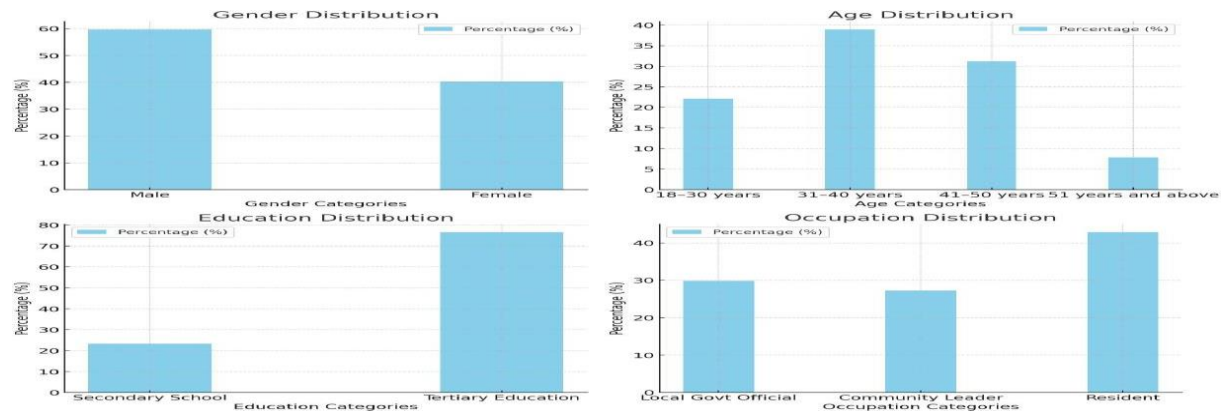 Gender Distribution
Percentage (%)
Percentage (%)
60
50
40
30
20
10
0
Male Female
Gender Categories
Age Distribution
Percentage (%)
Percentage (%)
40
35
30
25
20
15
10
5
0
18–30 years 31–40 years 41–50 years 51 years and above
Age Categories
Education Distribution
Percentage (%)
Percentage (%)
80
70
60
50
40
30
20
10
0
Secondary School Tertiary Education
Education Categories
Occupation Distribution
Percentage (%)
Percentage (%)
40
30
20
10
0
Local Govt Official Community Leader Resident
Occupation Categories